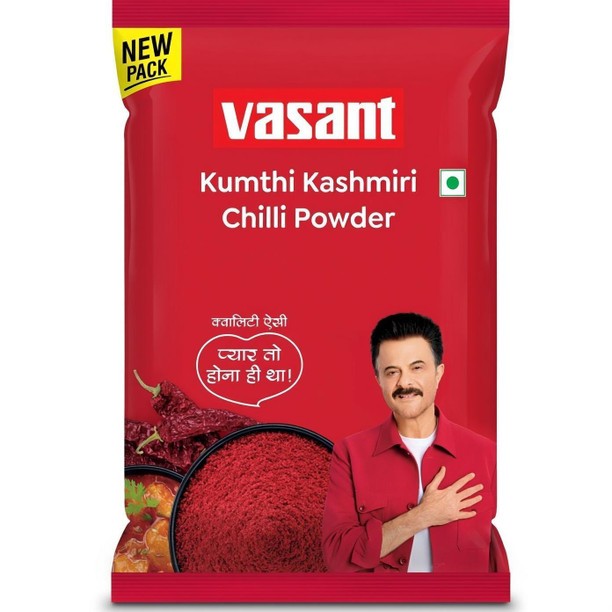 NEW
PACK
vasant
Kumthi Kashmiri
Chilli Powder
क्वालिटी ऐसी
प्यार तो
होना ही था!